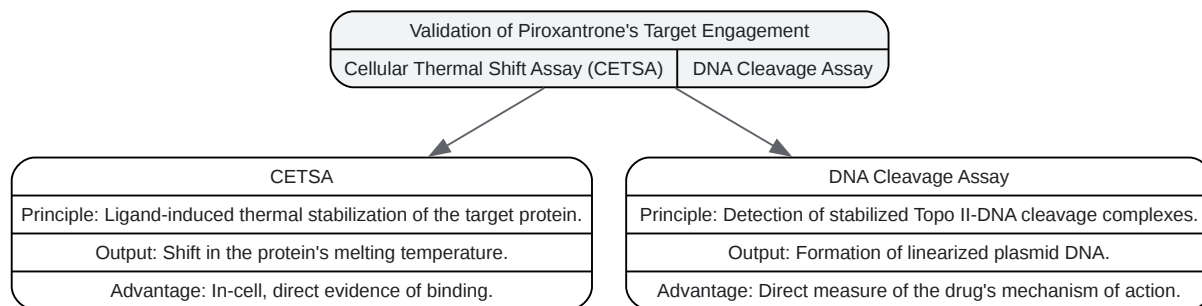 Validation of Piroxantrone's Target Engagement
Cellular Thermal Shift Assay (CETSA)
DNA Cleavage Assay
CETSA
Principle: Ligand-induced thermal stabilization of the target protein.
Output: Shift in the protein's melting temperature.
Advantage: In-cell, direct evidence of binding.
DNA Cleavage Assay
Principle: Detection of stabilized Topo II-DNA cleavage complexes.
Output: Formation of linearized plasmid DNA.
Advantage: Direct measure of the drug's mechanism of action.